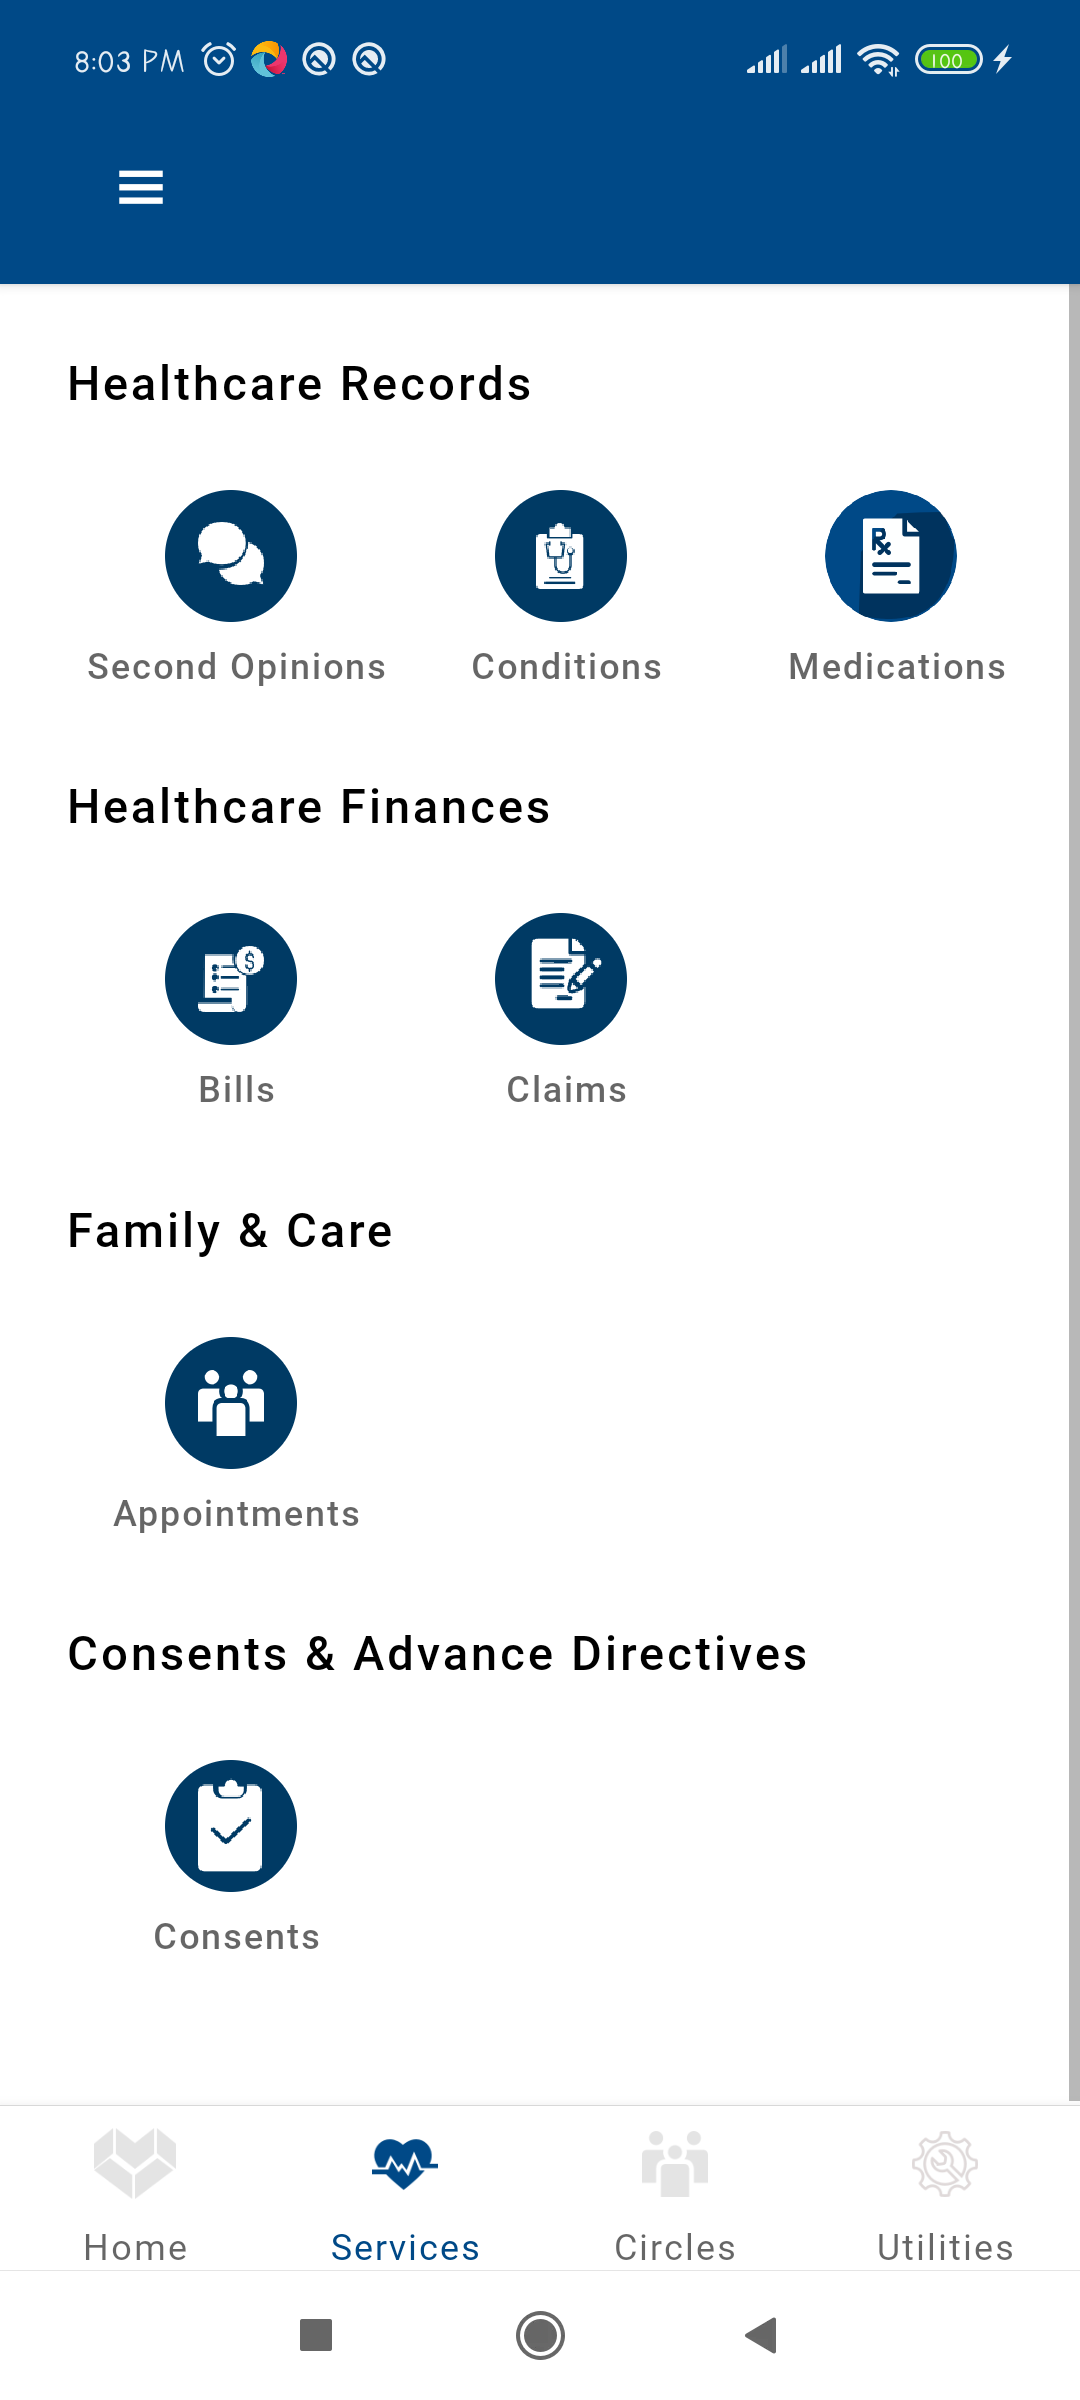 8:03 PM
100
Healthcare Records
Second Opinions Conditions Medications
Healthcare Finances
Bills Claims
Family & Care
Appointments
Consents & Advance Directives
Consents
Home Services Circles Utilities